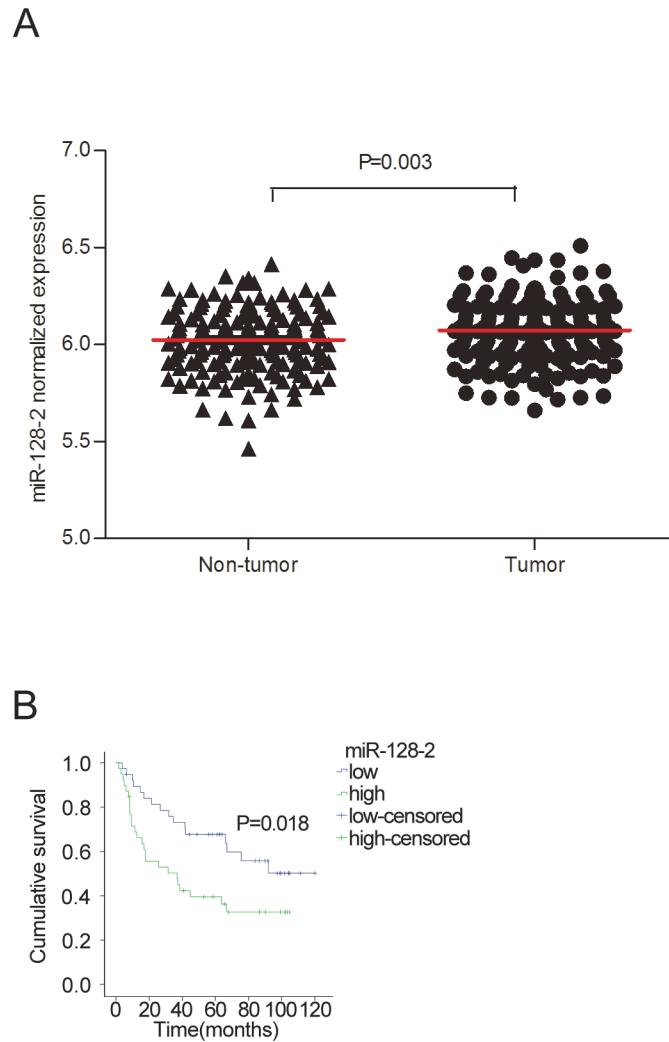 A
7.0
P=0.003
6.5
6.0
5.5
5.0
miR-128-2 normalized expression
Non-tumor
Tumor
B
miR-128-2
low
high
low-censored
high-censored
P=0.018
1.0
0.8
0.6
0.4
0.2
0.0
Cumulative survival
0 20 40 60 80 100 120
Time(months)